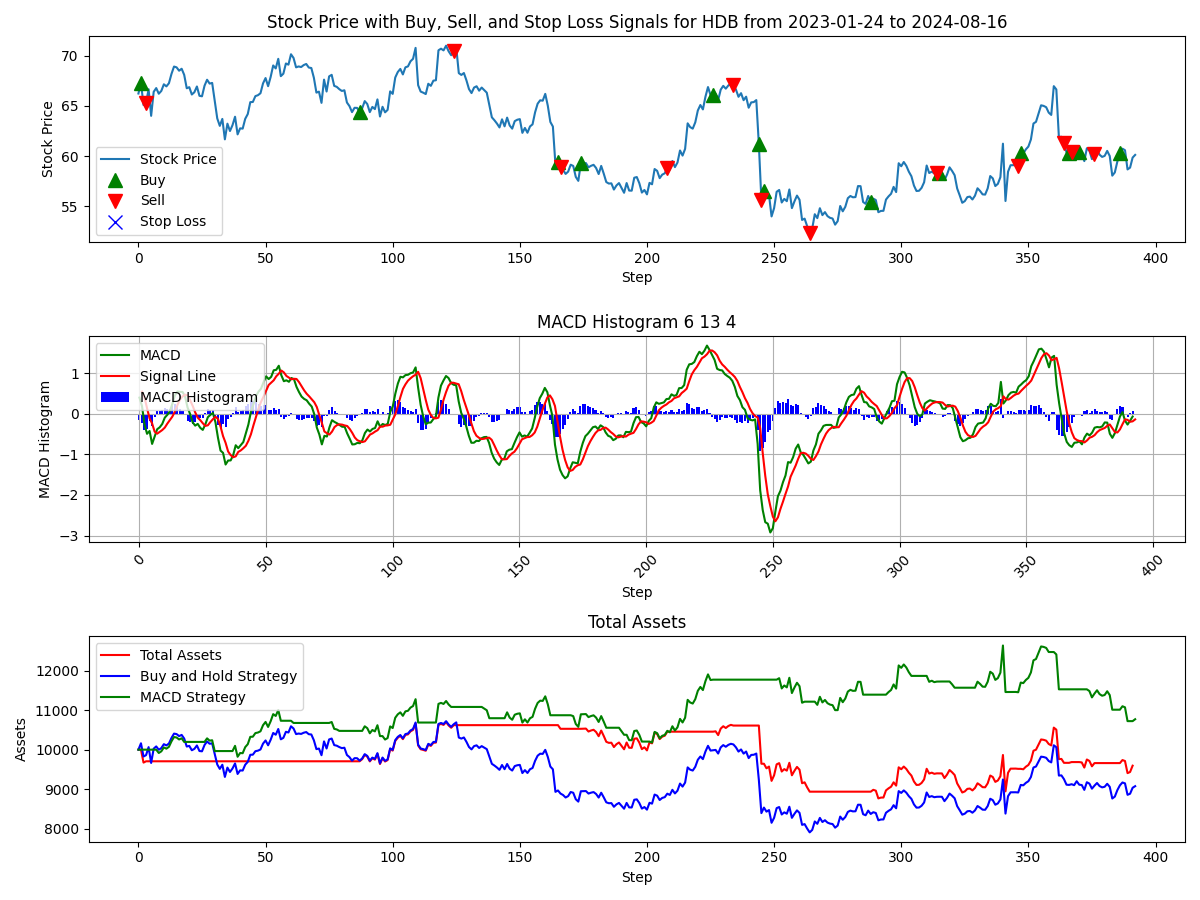 Stock Price with Buy, Sell, and Stop Loss Signals for HDB from 2023-01-24 to 2024-08-16
Stock Price
70
65
60
55
Stock Price
Buy
Sell
Stop Loss
0 50 100 150 200 250 300 350 400
Step
MACD Histogram 6 13 4
MACD Histogram
1
0
−1
−2
−3
MACD
Signal Line
MACD Histogram
0 50 100 150 200 250 300 350 400
Step
Total Assets
Assets
12000
11000
10000
9000
8000
Total Assets
Buy and Hold Strategy
MACD Strategy
0 50 100 150 200 250 300 350 400
Step